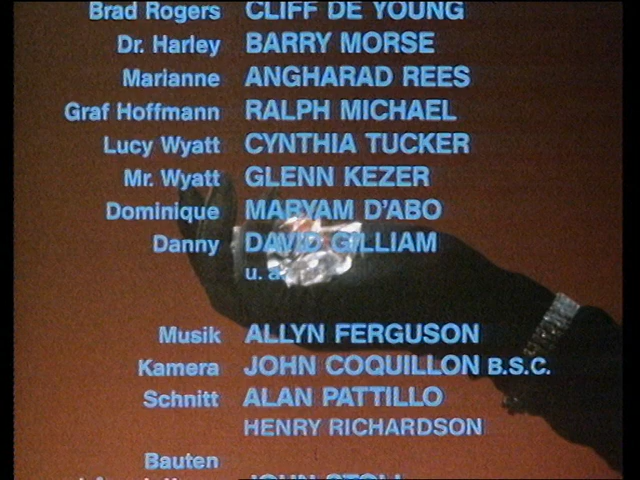 Brad Rogers CLIFF DE YOUNG
Dr. Harley BARRY MORSE
Marianne ANGHARAD REES
Graf Hoffmann RALPH MICHAEL
Lucy Wyatt CYNTHIA TUCKER
Mr. Wyatt GLENN KEZER
Dominique MARYAM D'ABO
Danny DAVID GILLIAM
u. a.
Musik ALLYN FERGUSON
Kamera JOHN COQUILLON B.S.C.
Schnitt ALAN PATTILLO
HENRY RICHARDSON
Bauten
JOHN STOLL